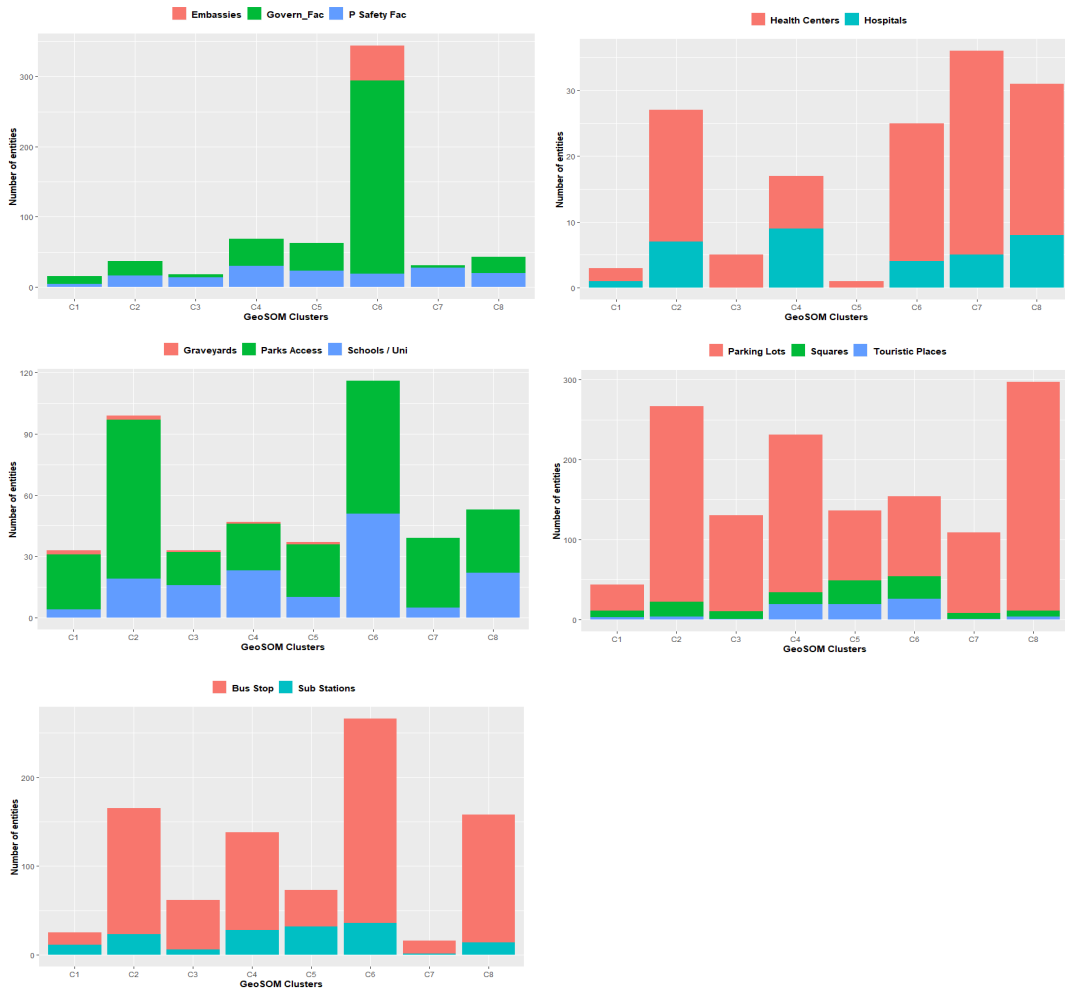 Embassies Govern_Fac P Safety Fac
300
200
100
0
Number of entities
C1 C2 C3 C4 C5 C6 C7 C8
GeoSOM Clusters
Health Centers Hospitals
30
20
10
0
Number of entities
C1 C2 C3 C4 C5 C6 C7 C8
GeoSOM Clusters
Graveyards Parks Access Schools / Uni
120
90
60
30
0
Number of entities
C1 C2 C3 C4 C5 C6 C7 C8
GeoSOM Clusters
Parking Lots Squares Touristic Places
300
200
100
0
Number of entities
C1 C2 C3 C4 C5 C6 C7 C8
GeoSOM Clusters
Bus Stop Sub Stations
200
100
0
Number of entities
C1 C2 C3 C4 C5 C6 C7 C8
GeoSOM Clusters